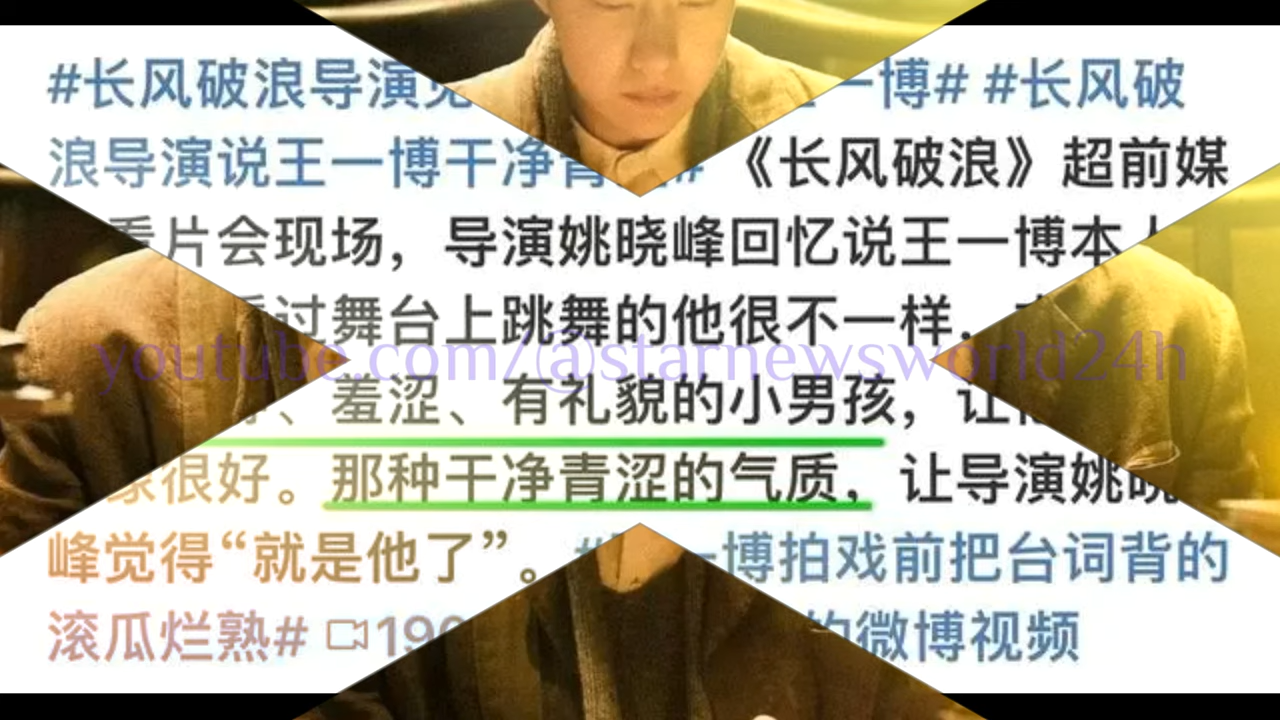 #长风破浪导演 一博# #长风破
浪导演说王一博干净青 # 《长风破浪》超前媒
看片会现场，导演姚晓峰回忆说王一博本人
看过舞台上跳舞的他很不一样，
youtube.com/@starnewsworld24h
、羞涩、有礼貌的小男孩，让
很好。那种干净青涩的气质，让导演姚晓
峰觉得“就是他了”。# 一博拍戏前把台词背的
滚瓜烂熟# 190 的微博视频